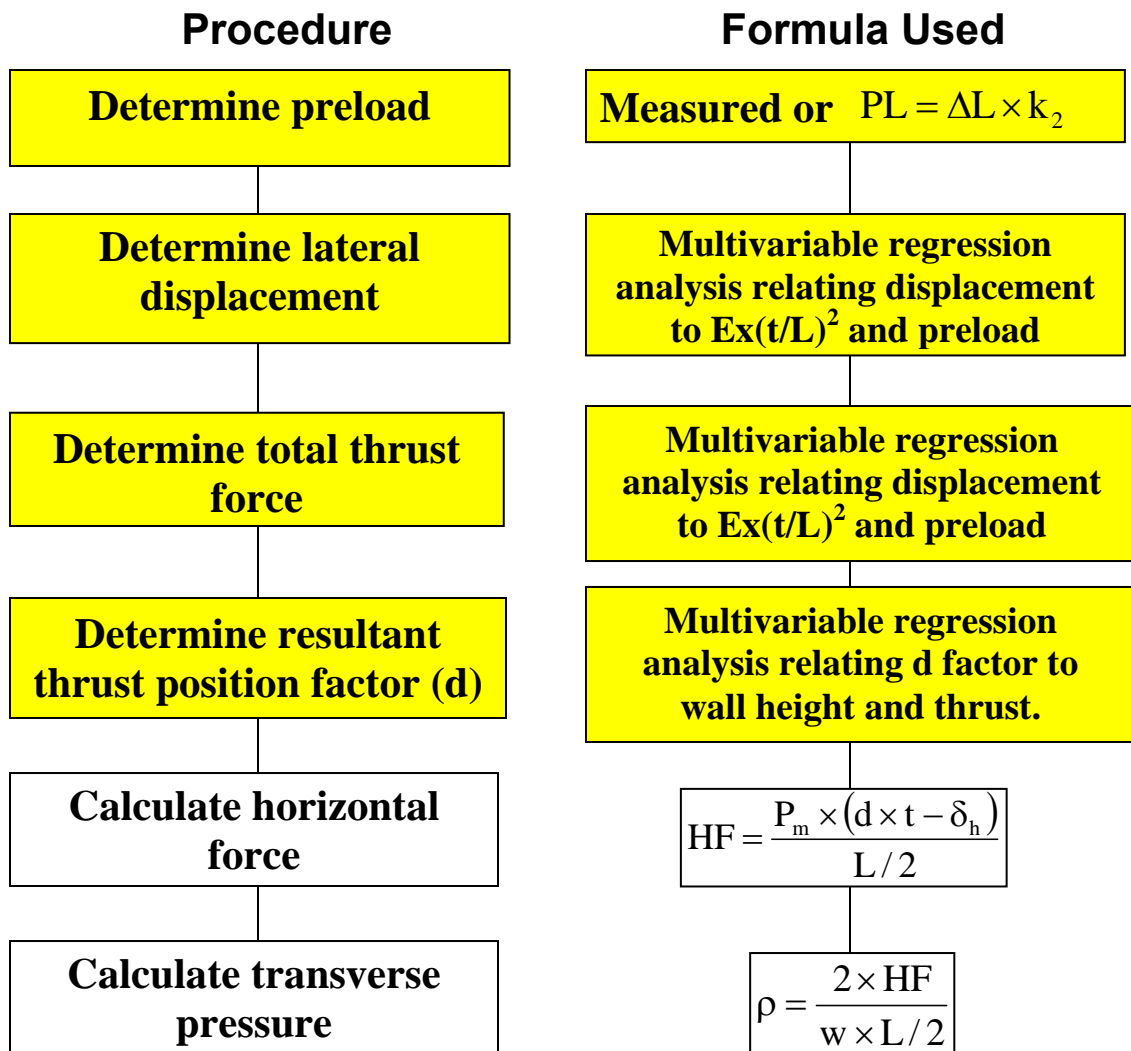 Procedure
Determine preload
Determine lateral
displacement
Determine total thrust
force
Determine resultant
thrust position factor (d)
Calculate horizontal
force
Calculate transverse
pressure
Formula Used
Measured or PL = ΔL × k₂
Multivariable regression
analysis relating displacement
to Ex(t/L)² and preload
Multivariable regression
analysis relating displacement
to Ex(t/L)² and preload
Multivariable regression
analysis relating d factor to
wall height and thrust.
HF = Pₘ × (d × t − δₕ) / L / 2
ρ = 2 × HF / w × L / 2